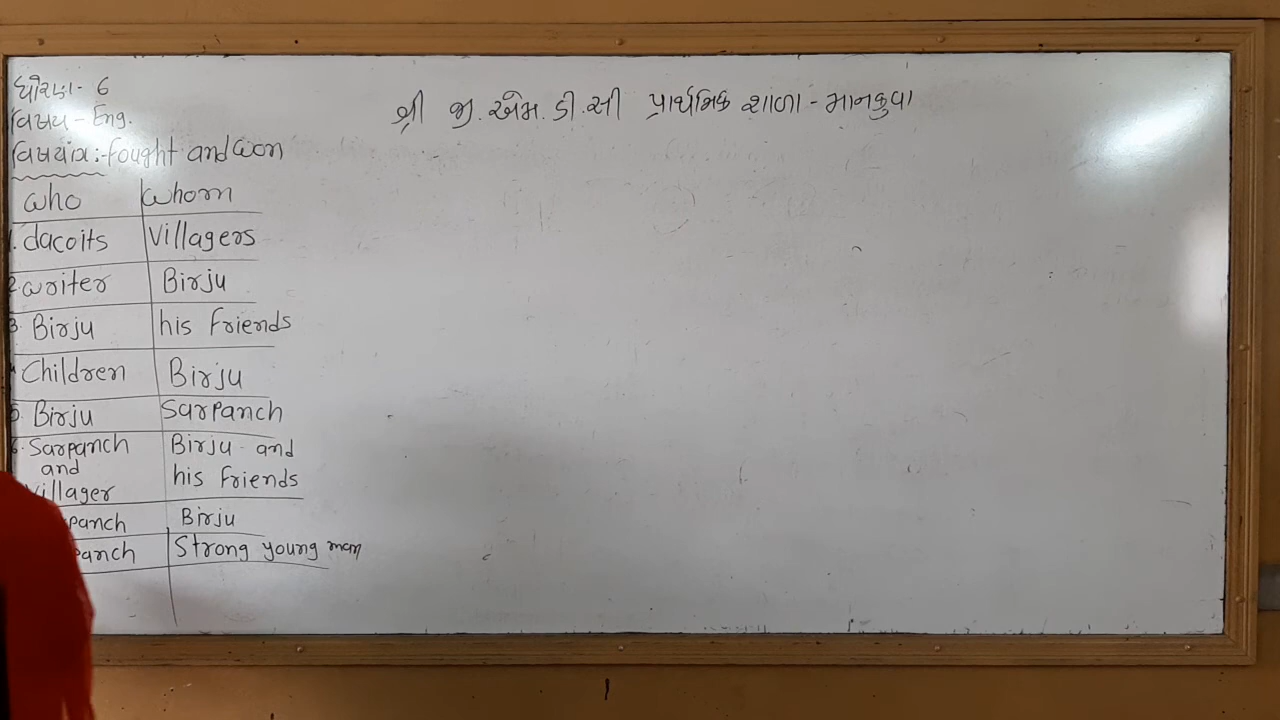 ધોરણ - 6
શ્રી જી. એમ. ડી. સી પ્રાથમિક શાળા - માનકુવા
વિષય - Eng.
વિષયાંગ :- fought and won
who whom
1. dacoits Villagers
2. writer Birju
3. Birju his friends
4. Children Birju
5. Birju Sarpanch
6. Sarpanch and Villager Birju and his friends
panch Birju
panch Strong young man